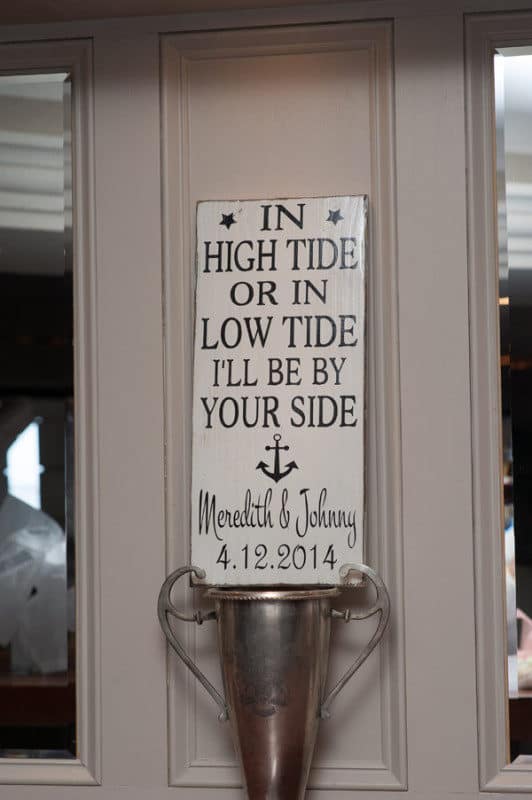 IN
HIGH TIDE
OR IN
LOW TIDE
I'LL BE BY
YOUR SIDE
Meredith & Johnny
4.12.2014